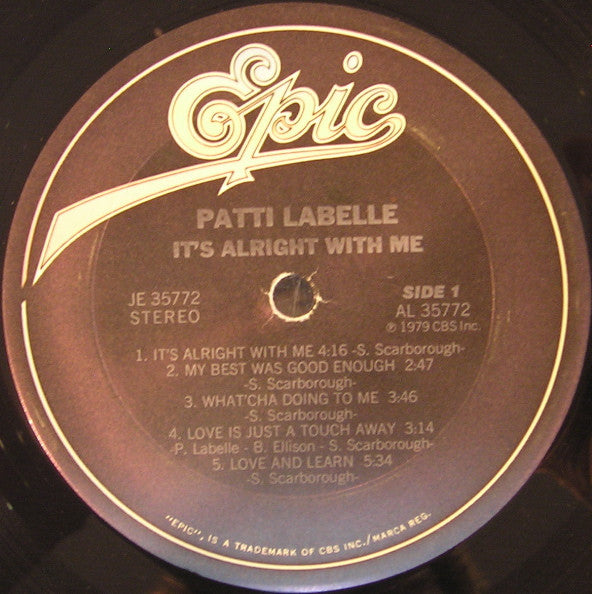 Epic
PATTI LABELLE
IT'S ALRIGHT WITH ME
JE 35772
STEREO
SIDE 1
AL 35772
℗ 1979 CBS Inc.
1. IT'S ALRIGHT WITH ME 4:16 -S. Scarborough-
2. MY BEST WAS GOOD ENOUGH 2:47
-S. Scarborough-
3. WHAT'CHA DOING TO ME 3:46
-S. Scarborough-
4. LOVE IS JUST A TOUCH AWAY 3:14
-P. Labelle - B. Ellison - S. Scarborough-
5. LOVE AND LEARN 5:34
-S. Scarborough-
"EPIC", IS A TRADEMARK OF CBS INC./MARCA REG.